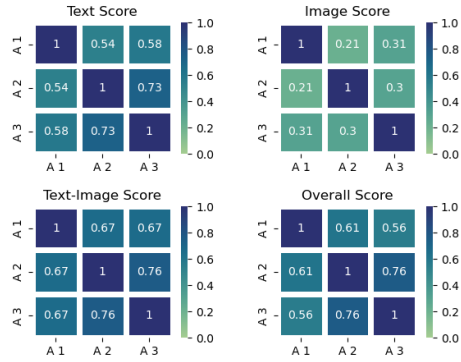 Text Score
A 1 1 0.54 0.58
A 2 0.54 1 0.73
A 3 0.58 0.73 1
A 1 A 2 A 3
1.0
0.8
0.6
0.4
0.2
0.0
Image Score
A 1 1 0.21 0.31
A 2 0.21 1 0.3
A 3 0.31 0.3 1
A 1 A 2 A 3
1.0
0.8
0.6
0.4
0.2
0.0
Text-Image Score
A 1 1 0.67 0.67
A 2 0.67 1 0.76
A 3 0.67 0.76 1
A 1 A 2 A 3
1.0
0.8
0.6
0.4
0.2
0.0
Overall Score
A 1 1 0.61 0.56
A 2 0.61 1 0.76
A 3 0.56 0.76 1
A 1 A 2 A 3
1.0
0.8
0.6
0.4
0.2
0.0